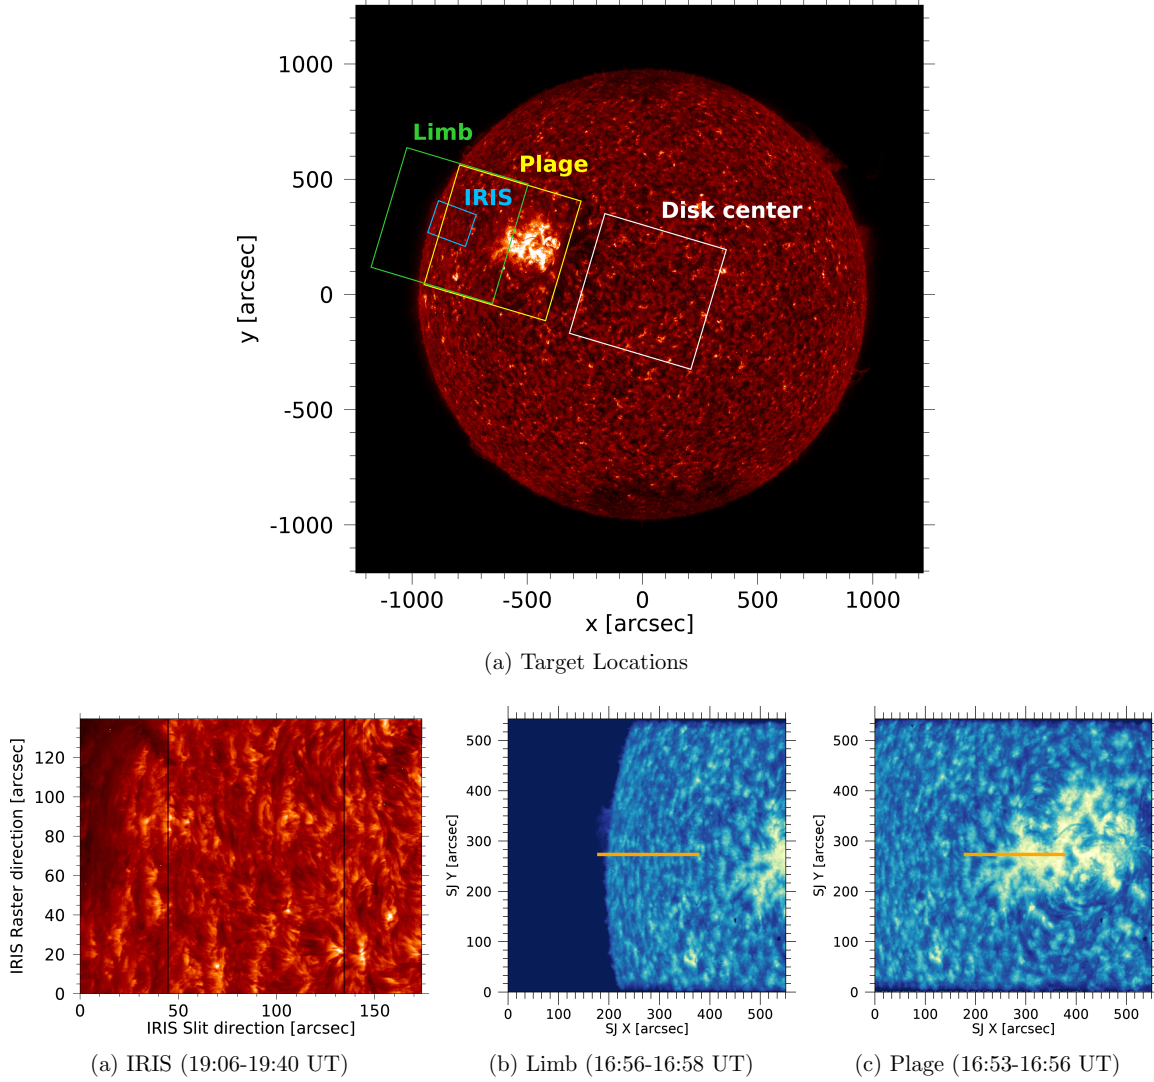 1000
500
0
-500
-1000
y [arcsec]
Limb
Plage
IRIS
Disk center
-1000 -500 0 500 1000
x [arcsec]
(a) Target Locations
IRIS Raster direction [arcsec]
120
100
80
60
40
20
0
0 50 100 150
IRIS Slit direction [arcsec]
(a) IRIS (19:06-19:40 UT)
SJ Y [arcsec]
500
400
300
200
100
0
0 100 200 300 400 500
SJ X [arcsec]
(b) Limb (16:56-16:58 UT)
SJ Y [arcsec]
500
400
300
200
100
0
0 100 200 300 400 500
SJ X [arcsec]
(c) Plage (16:53-16:56 UT)